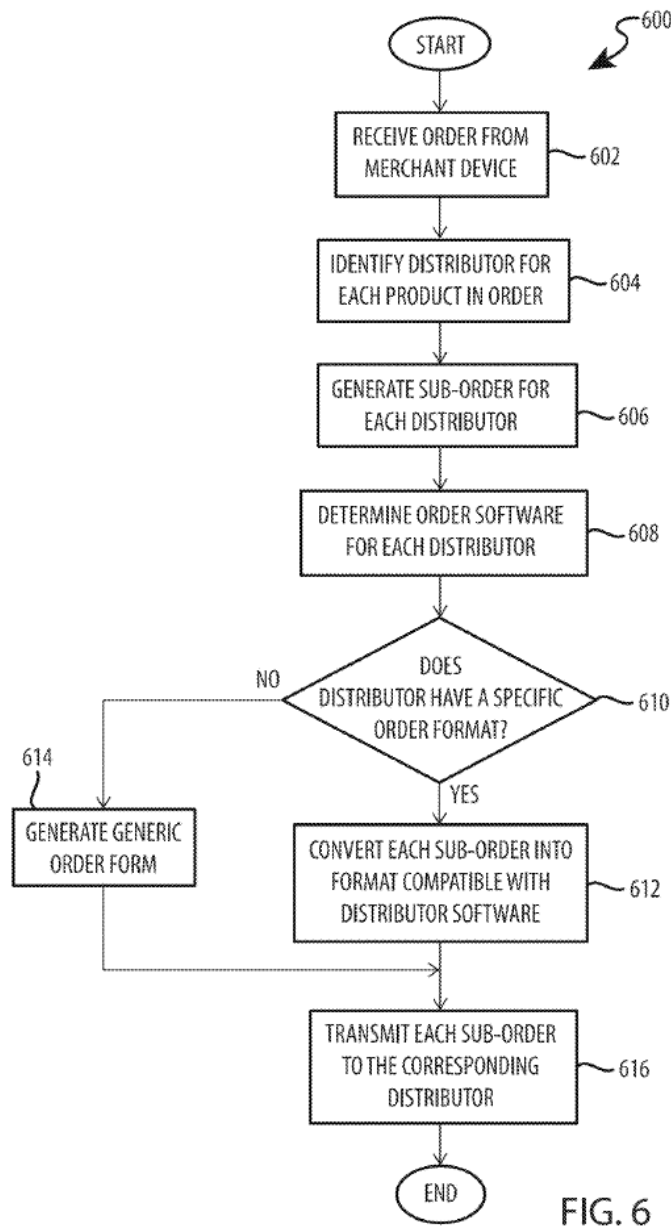 600
START
RECEIVE ORDER FROM
MERCHANT DEVICE
602
IDENTIFY DISTRIBUTOR FOR
EACH PRODUCT IN ORDER
604
GENERATE SUB-ORDER FOR
EACH DISTRIBUTOR
606
DETERMINE ORDER SOFTWARE
FOR EACH DISTRIBUTOR
608
DOES
DISTRIBUTOR HAVE A SPECIFIC
ORDER FORMAT?
610
NO
YES
614
GENERATE GENERIC
ORDER FORM
CONVERT EACH SUB-ORDER INTO
FORMAT COMPATIBLE WITH
DISTRIBUTOR SOFTWARE
612
TRANSMIT EACH SUB-ORDER
TO THE CORRESPONDING
DISTRIBUTOR
616
END
FIG. 6